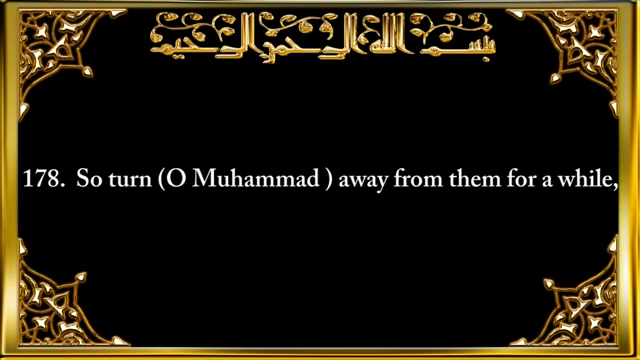 بسم الله الرحمن الرحيم
178. So turn (O Muhammad ) away from them for a while,